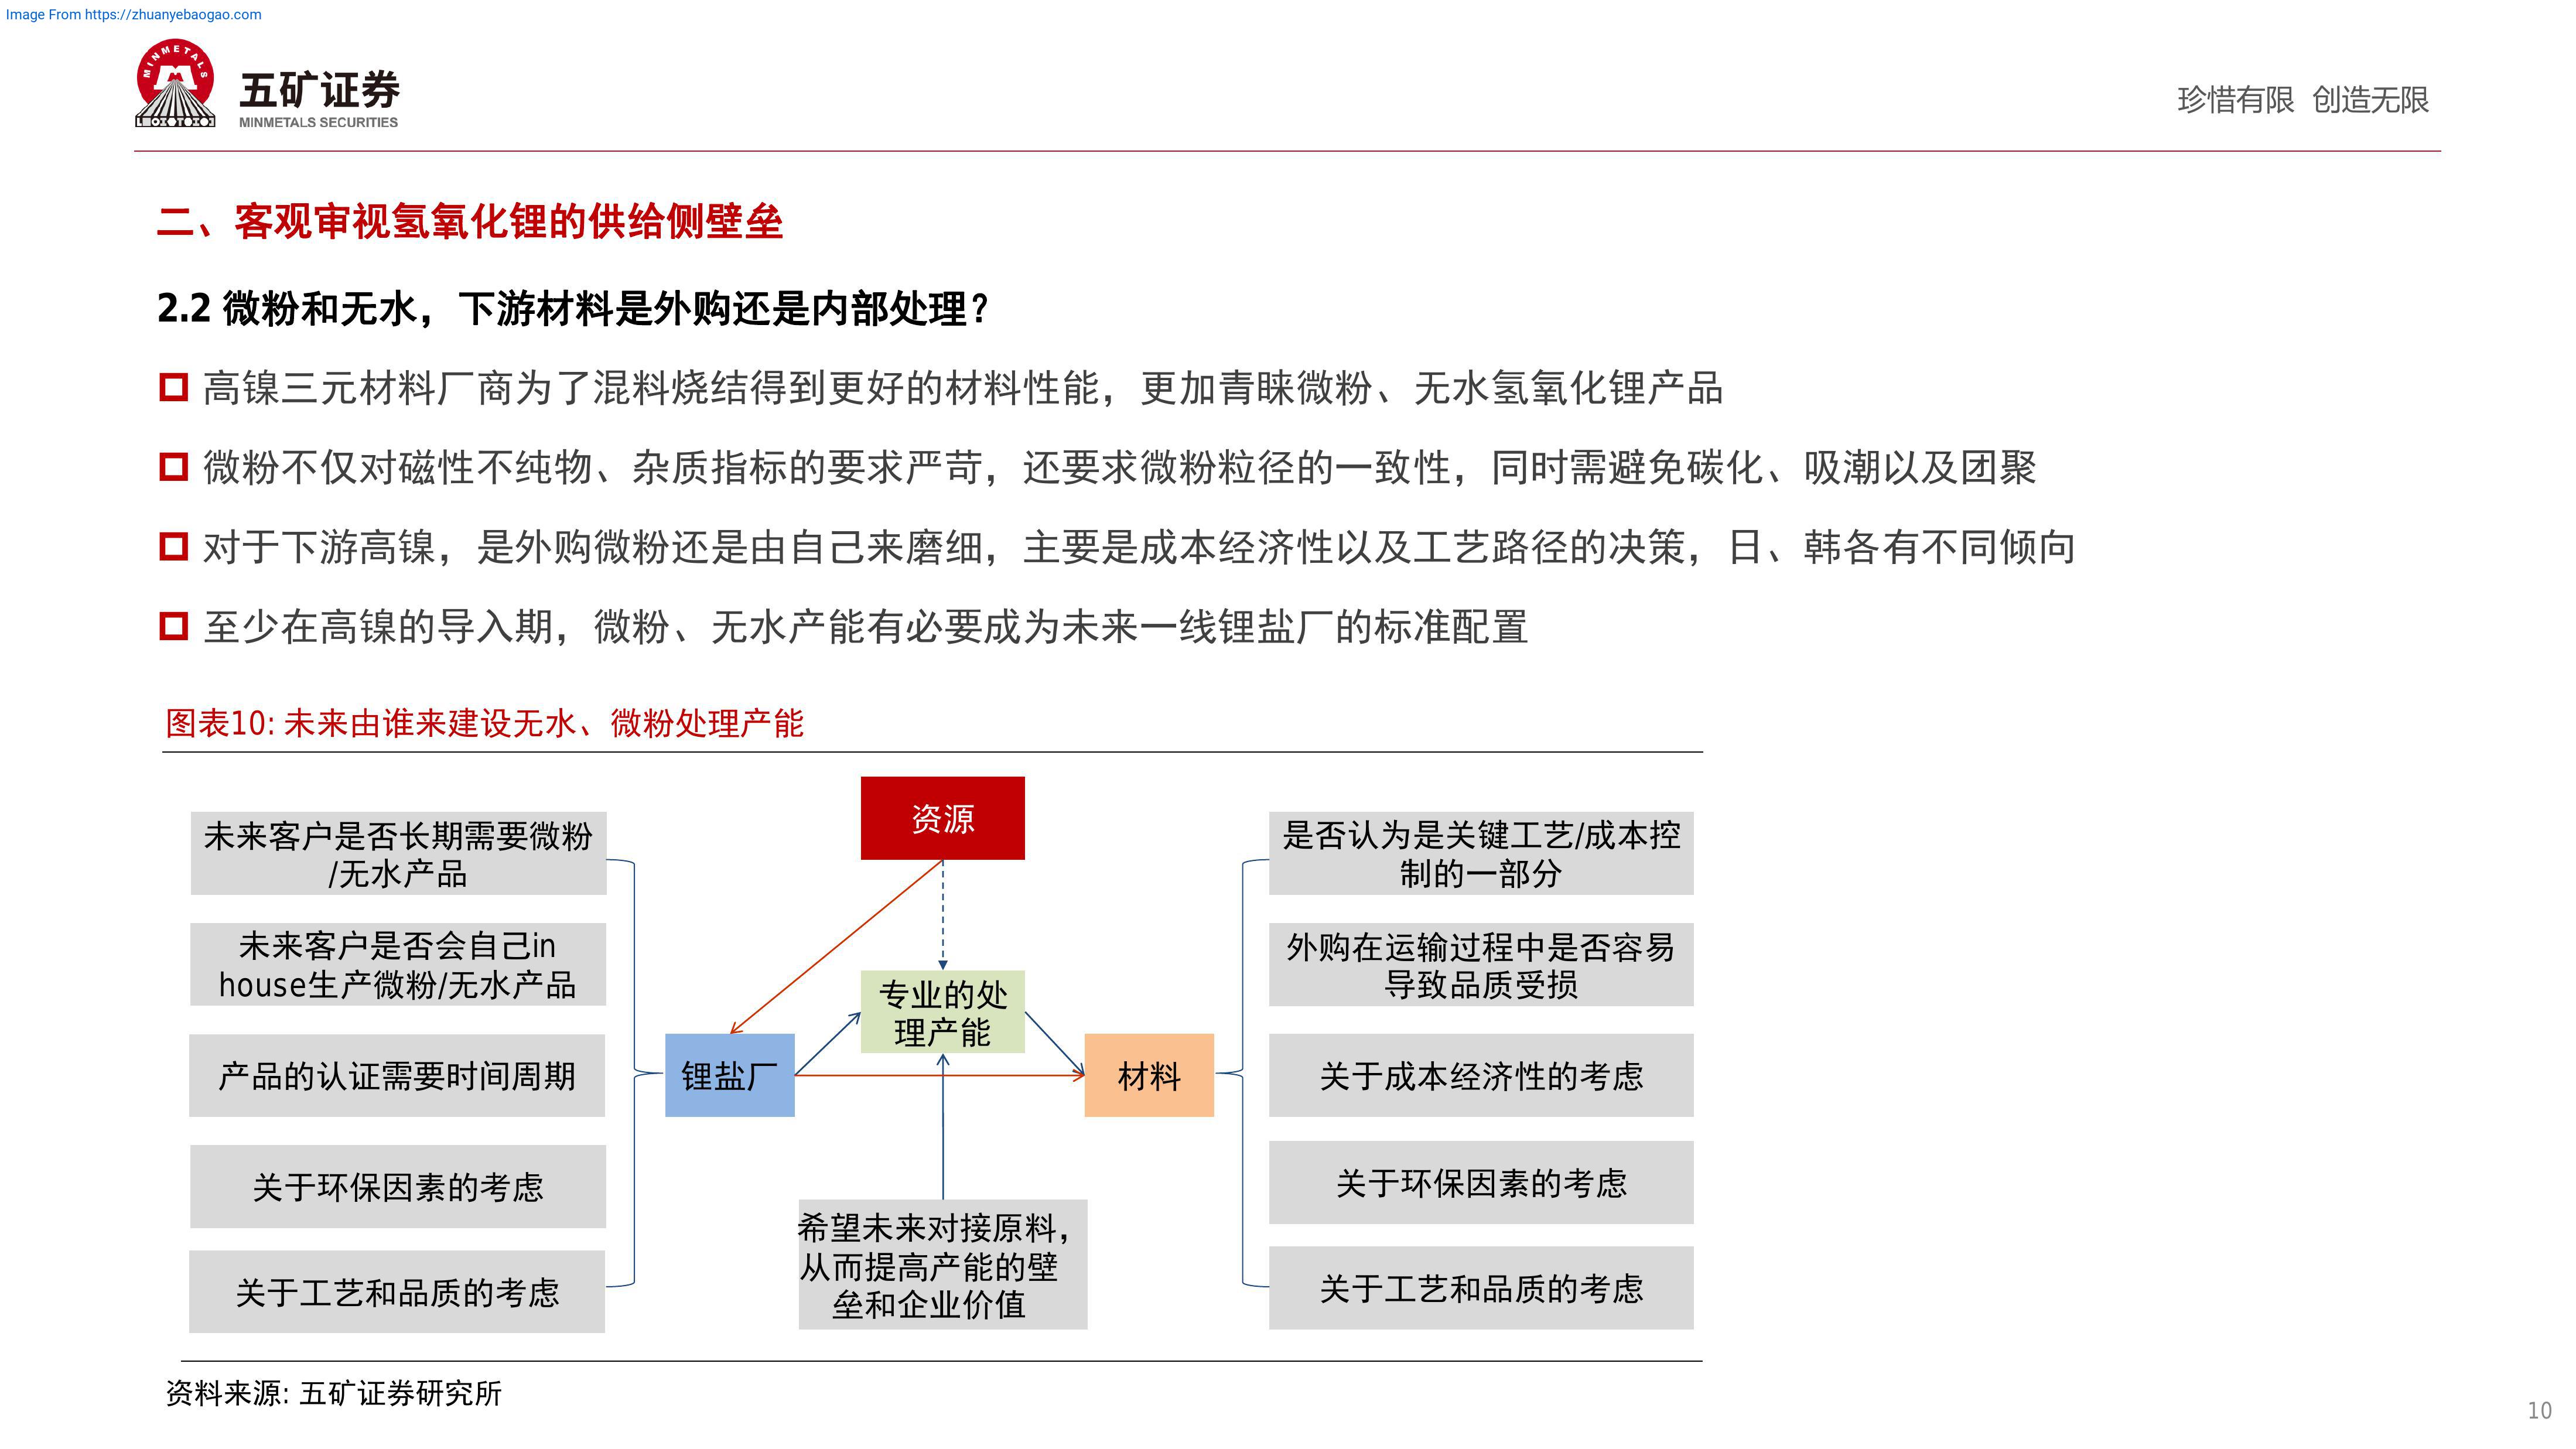 Image From https://zhuanyebaogao.com
MINMETALS
五矿证券
MINMETALS SECURITIES
珍惜有限 创造无限
二、客观审视氢氧化锂的供给侧壁垒
2.2 微粉和无水，下游材料是外购还是内部处理？
高镍三元材料厂商为了混料烧结得到更好的材料性能，更加青睐微粉、无水氢氧化锂产品
微粉不仅对磁性不纯物、杂质指标的要求严苛，还要求微粉粒径的一致性，同时需避免碳化、吸潮以及团聚
对于下游高镍，是外购微粉还是由自己来磨细，主要是成本经济性以及工艺路径的决策，日、韩各有不同倾向
至少在高镍的导入期，微粉、无水产能有必要成为未来一线锂盐厂的标准配置
图表10: 未来由谁来建设无水、微粉处理产能
未来客户是否长期需要微粉
/无水产品
未来客户是否会自己in
house生产微粉/无水产品
产品的认证需要时间周期
关于环保因素的考虑
关于工艺和品质的考虑
资源
专业的处
理产能
锂盐厂
材料
希望未来对接原料，
从而提高产能的壁
垒和企业价值
是否认为是关键工艺/成本控
制的一部分
外购在运输过程中是否容易
导致品质受损
关于成本经济性的考虑
关于环保因素的考虑
关于工艺和品质的考虑
资料来源: 五矿证券研究所
10